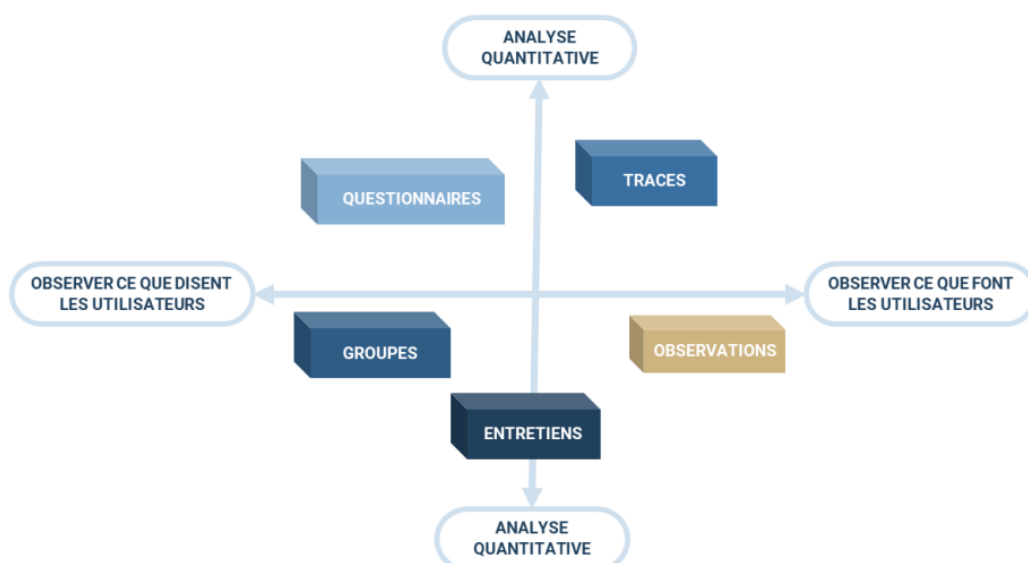 ANALYSE
QUANTITATIVE
TRACES
QUESTIONNAIRES
OBSERVER CE QUE DISENT
LES UTILISATEURS
OBSERVER CE QUE FONT
LES UTILISATEURS
GROUPES
OBSERVATIONS
ENTRETIENS
ANALYSE
QUANTITATIVE